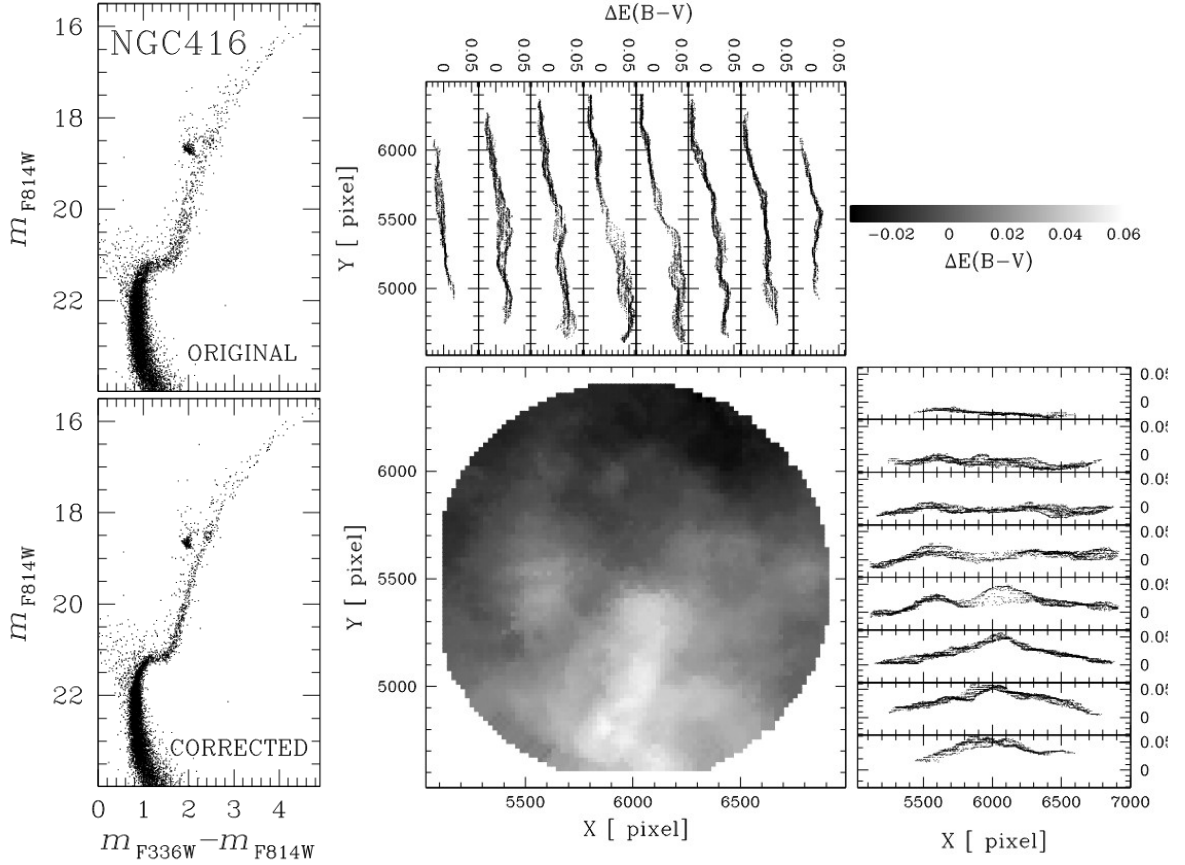 NGC416
ORIGINAL
16
18
20
22
m F814W
CORRECTED
16
18
20
22
m F814W
0 1 2 3 4
m F336W − m F814W
ΔE(B−V)
0 0.05 0 0.05 0 0.05 0 0.05 0 0.05 0 0.05 0 0.05 0 0.05
6000
5500
5000
Y [ pixel]
−0.02 0 0.02 0.04 0.06
ΔE(B−V)
6000
5500
5000
Y [ pixel]
5500 6000 6500
X [ pixel]
0.05
0
0.05
0
0.05
0
0.05
0
0.05
0
0.05
0
0.05
0
0.05
0
5500 6000 6500 7000
X [ pixel]